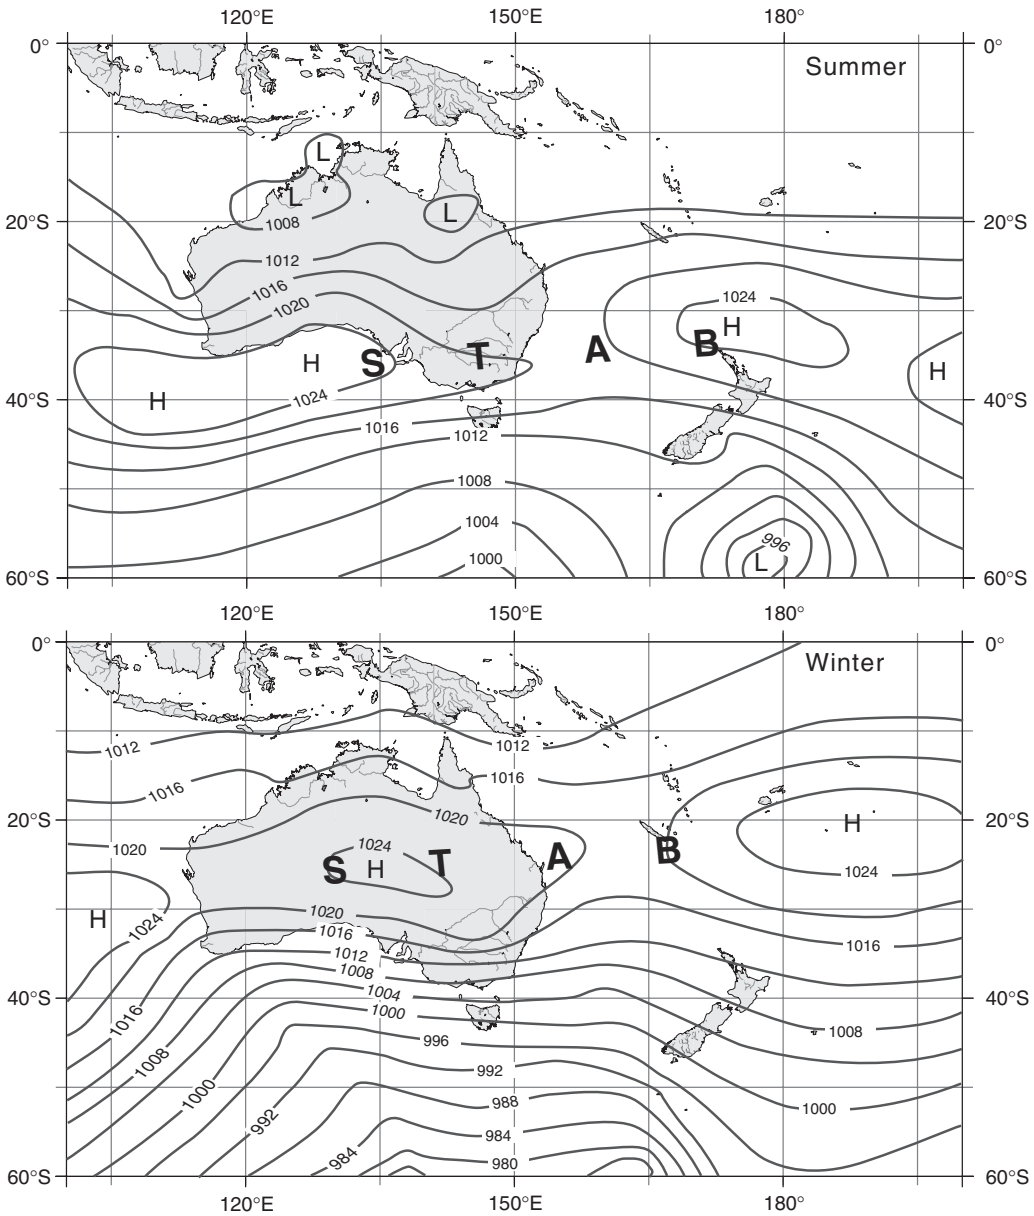 120°E 150°E 180°
0° 0°
Summer
L
L
L
20°S 1008 20°S
1012
1016
1020 1024
H
S T A B
H H
H
40°S 1024 40°S
1016 1012
1008
1004
996
1000 L
60°S 60°S
120°E 150°E 180°
0° 0°
Winter
1012 1012
1016 1016
20°S 1020 H 20°S
1020 1024
S H T A B
1024
H 1024 1020
1016 1016
1012
1008
1004
40°S 40°S
1016 1000 1008
996
1008 992
1000 988 1000
992
984 984
980
60°S 60°S
120°E 150°E 180°